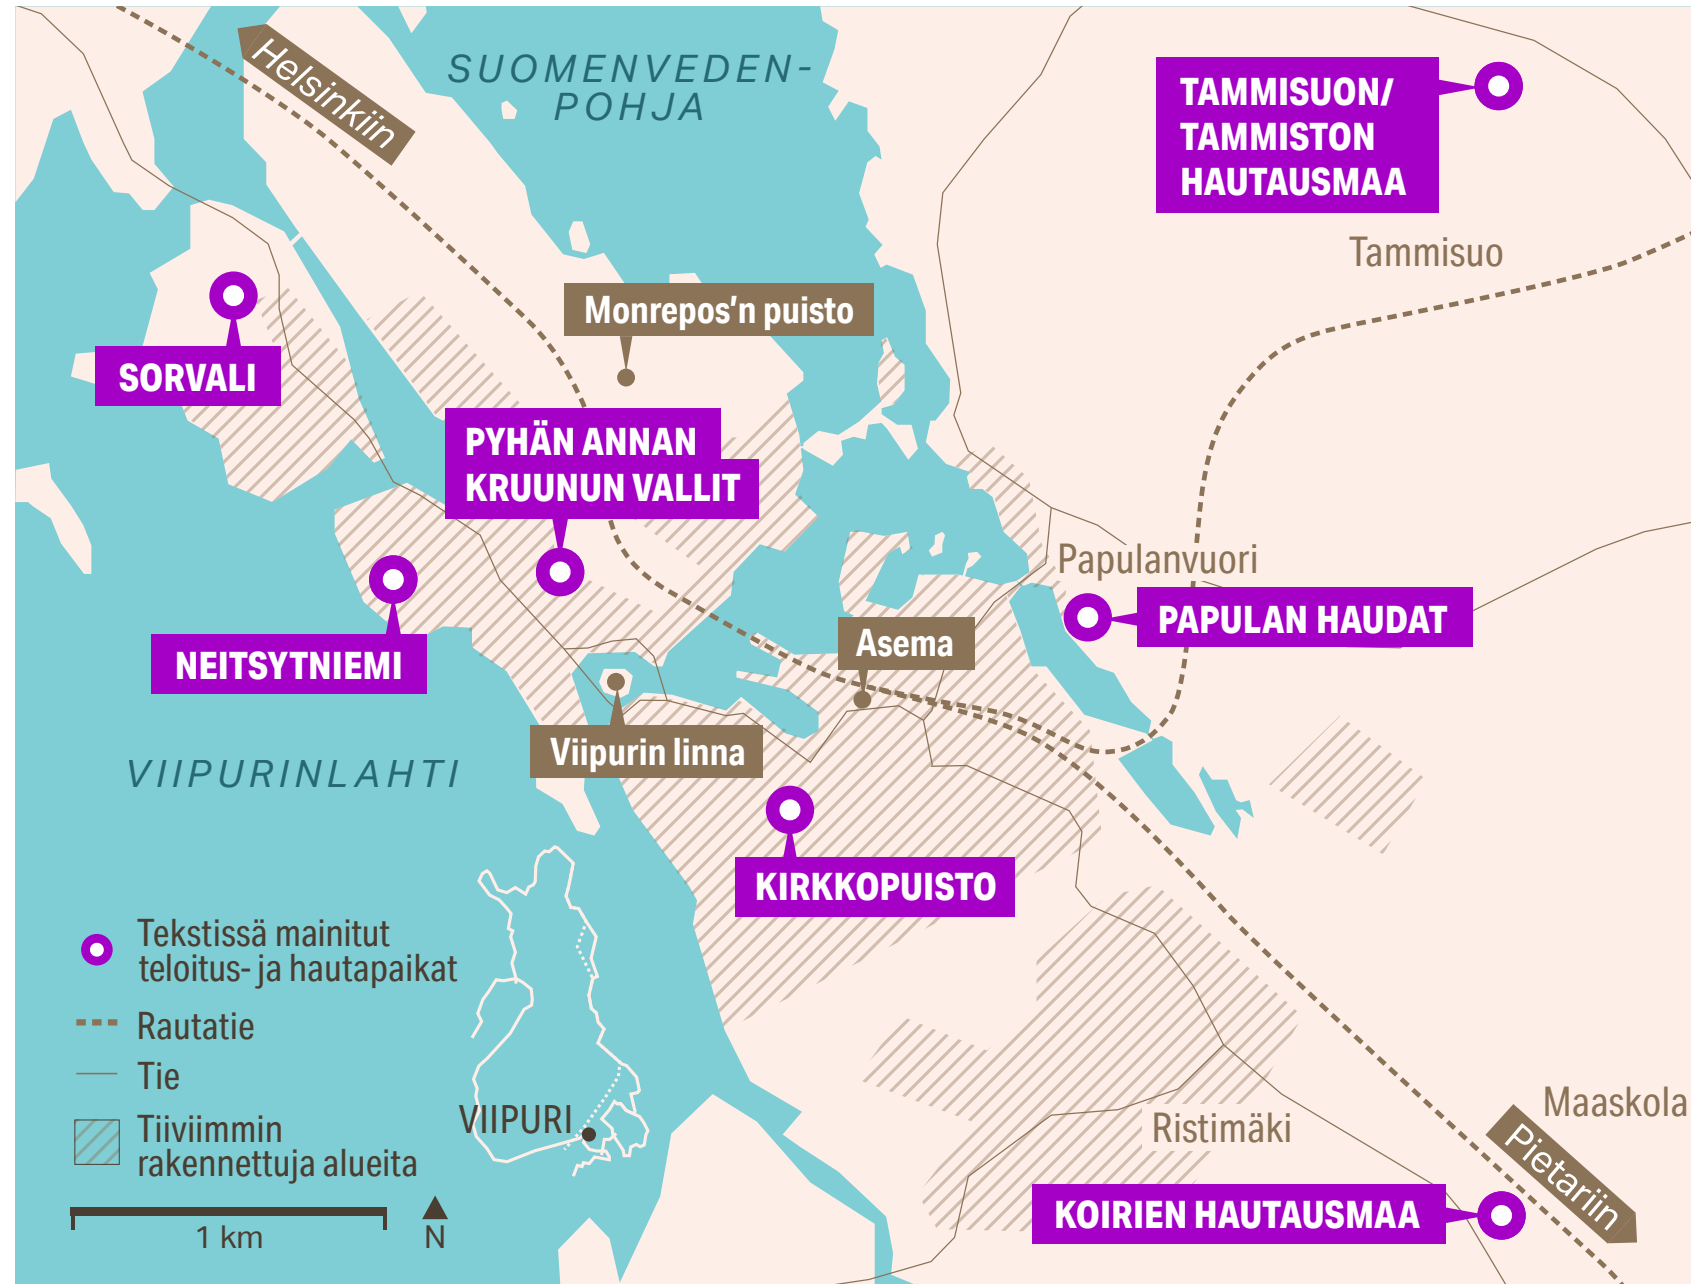 SUOMENVEDEN-
POHJA
Helsinkiin
TAMMISUON/
TAMMISTON
HAUTAUSMAA
Tammisuo
Monrepos'n puisto
SORVALI
PYHÄN ANNAN
KRUUNUN VALLIT
Papulanvuori
PAPULAN HAUDAT
NEITSYTNIEMI
Asema
Viipurin linna
VIIPURINLAHTI
KIRKKOPUISTO
Tekstissä mainitut
teloitus- ja hautapaikat
Rautatie
Tie
Tiiviimmin
rakennettuja alueita
1 km
N
VIIPURI
Ristimäki
Maaskola
Pietariin
KOIRIEN HAUTAUSMAA